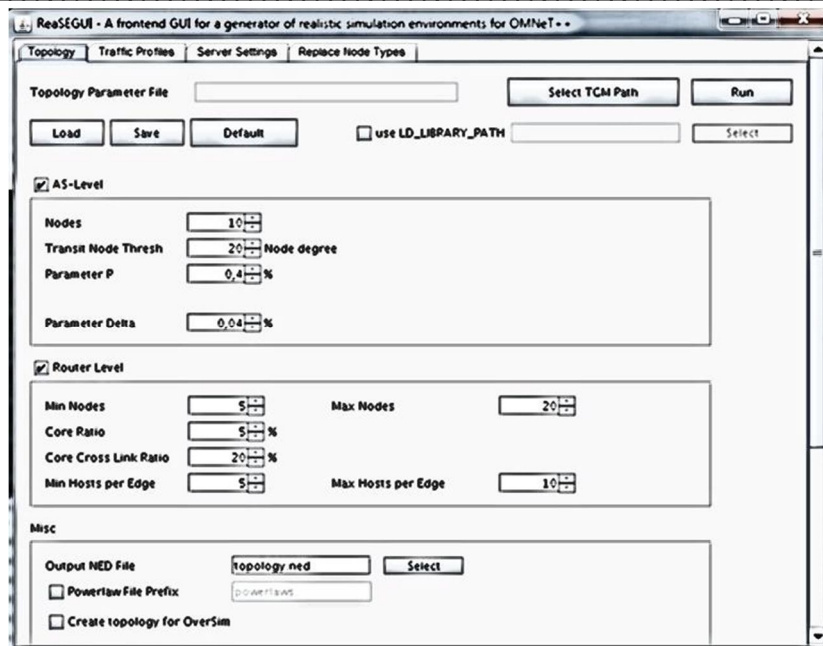 ReaSEGUI - A frontend GUI for a generator of realistic simulation environments for OMNeT++
Topology Traffic Profiles Server Settings Replace Node Types
Topology Parameter File Select TGM Path Run
Load Save Default use LD_LIBRARY_PATH Select
AS-Level
Nodes 10
Transit Node Thresh 20 Node degree
Parameter P 0,4 %
Parameter Delta 0,04 %
Router Level
Min Nodes 5 Max Nodes 20
Core Ratio 5 %
Core Cross Link Ratio 20 %
Min Hosts per Edge 5 Max Hosts per Edge 10
Misc
Output NED File topology.ned Select
Powerlaw File Prefix powerlaws
Create topology for OverSim